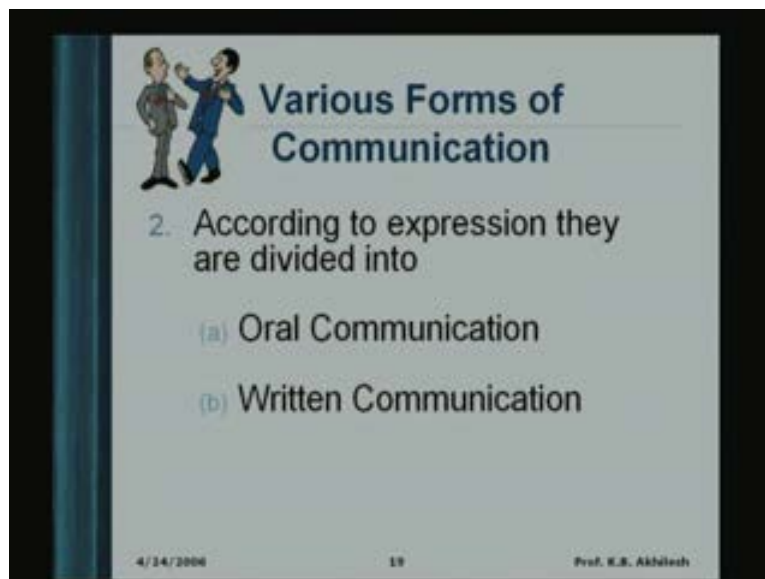 Various Forms of
Communication
2. According to expression they
are divided into
(a) Oral Communication
(b) Written Communication
4/24/2006 19 Prof. K.B. Akhilesh